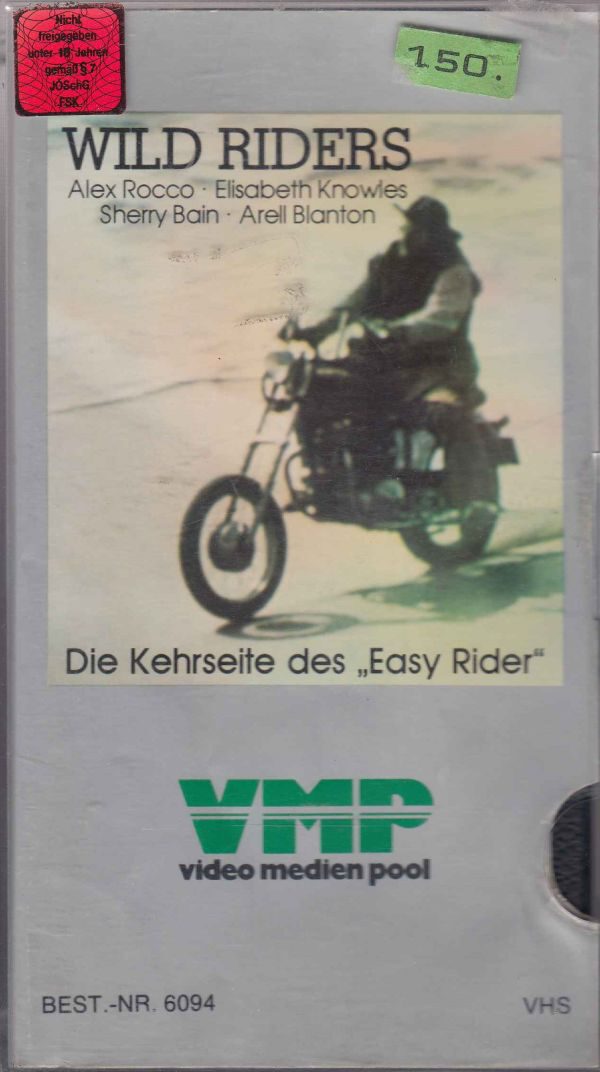 Nicht
freigegeben
unter 18 Jahren
gemäß § 7
JÖSchG
FSK
150.
WILD RIDERS
Alex Rocco · Elisabeth Knowles
Sherry Bain · Arell Blanton
Die Kehrseite des „Easy Rider“
VMP
video medien pool
BEST.-NR. 6094
VHS